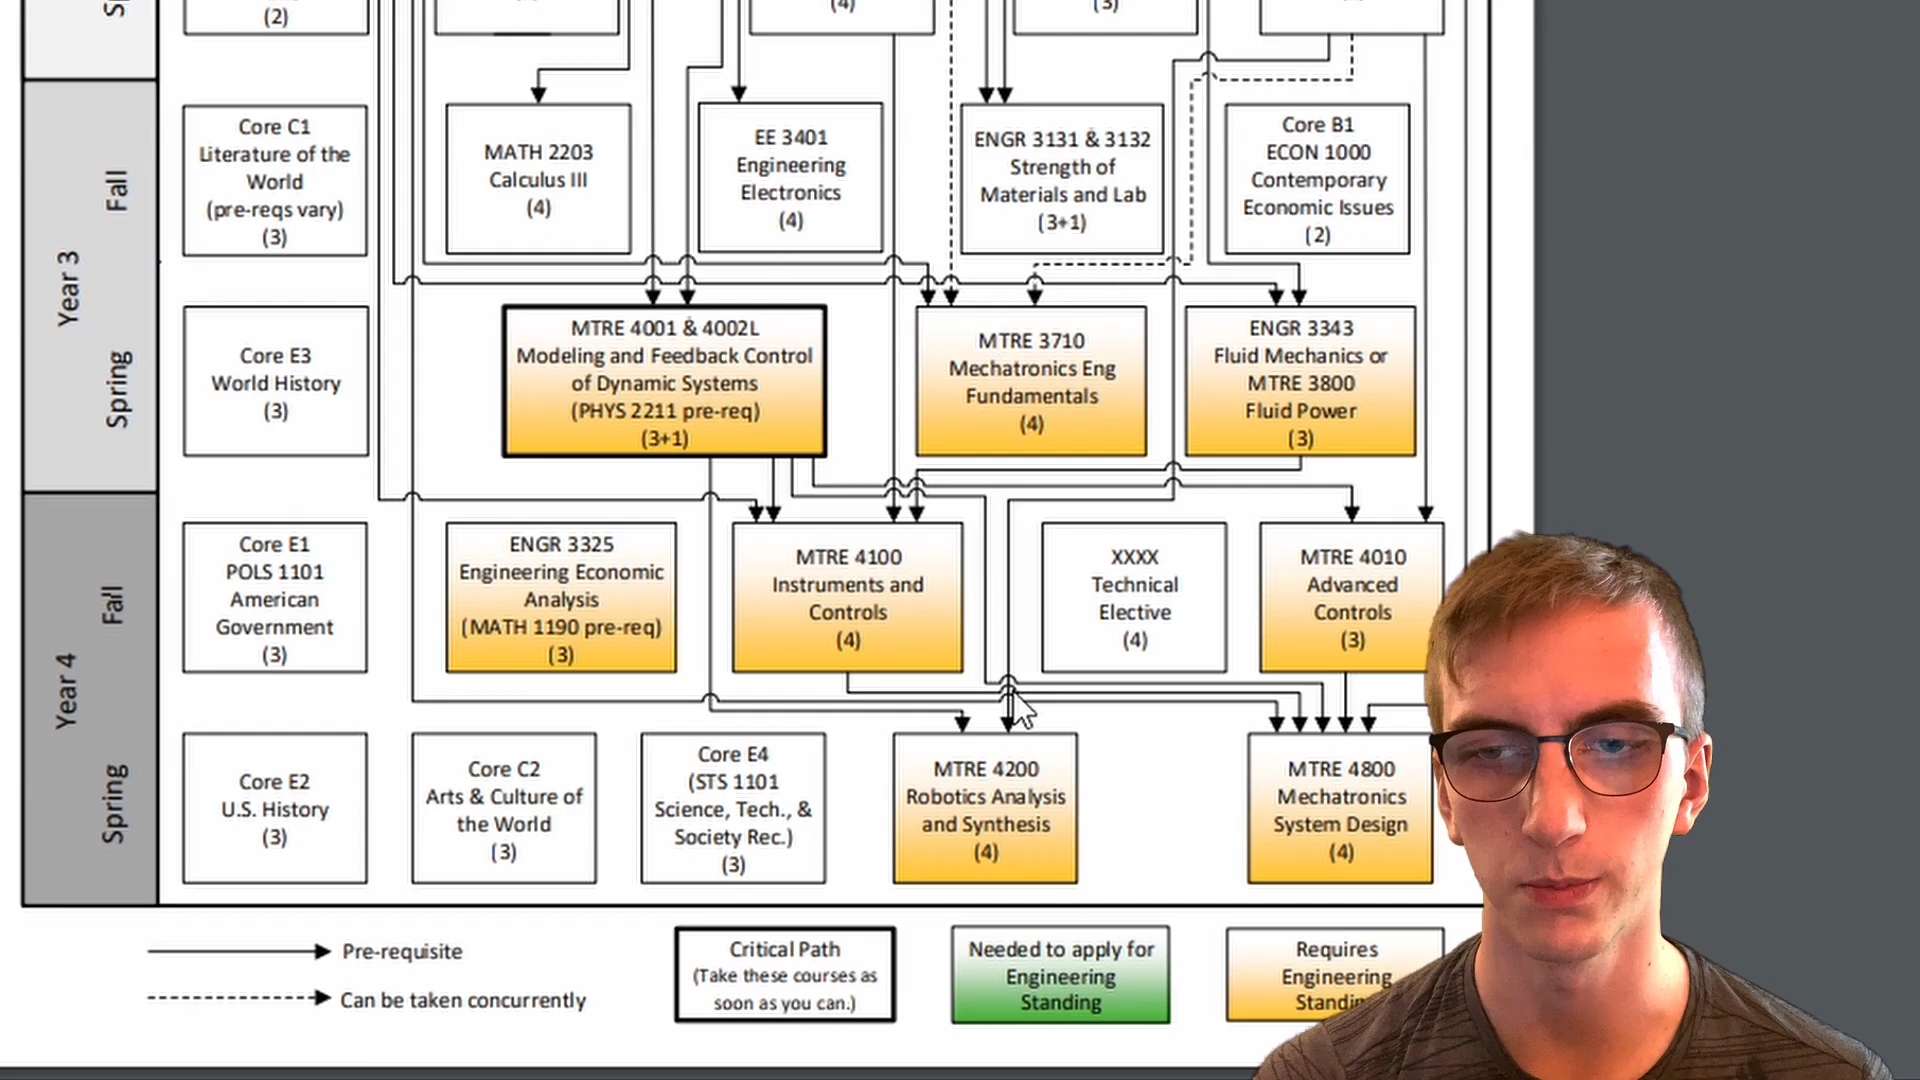 Sp
(2)
(4)
(3)
Year 3
Fall
Spring
Core C1
Literature of the
World
(pre-reqs vary)
(3)
MATH 2203
Calculus III
(4)
EE 3401
Engineering
Electronics
(4)
ENGR 3131 & 3132
Strength of
Materials and Lab
(3+1)
Core B1
ECON 1000
Contemporary
Economic Issues
(2)
Core E3
World History
(3)
MTRE 4001 & 4002L
Modeling and Feedback Control
of Dynamic Systems
(PHYS 2211 pre-req)
(3+1)
MTRE 3710
Mechatronics Eng
Fundamentals
(4)
ENGR 3343
Fluid Mechanics or
MTRE 3800
Fluid Power
(3)
Year 4
Fall
Spring
Core E1
POLS 1101
American
Government
(3)
ENGR 3325
Engineering Economic
Analysis
(MATH 1190 pre-req)
(3)
MTRE 4100
Instruments and
Controls
(4)
XXXX
Technical
Elective
(4)
MTRE 4010
Advanced
Controls
(3)
Core E2
U.S. History
(3)
Core C2
Arts & Culture of
the World
(3)
Core E4
(STS 1101
Science, Tech., &
Society Rec.)
(3)
MTRE 4200
Robotics Analysis
and Synthesis
(4)
MTRE 4800
Mechatronics
System Design
(4)
Pre-requisite
Can be taken concurrently
Critical Path
(Take these courses as
soon as you can.)
Needed to apply for
Engineering
Standing
Requires
Engineering
Standin